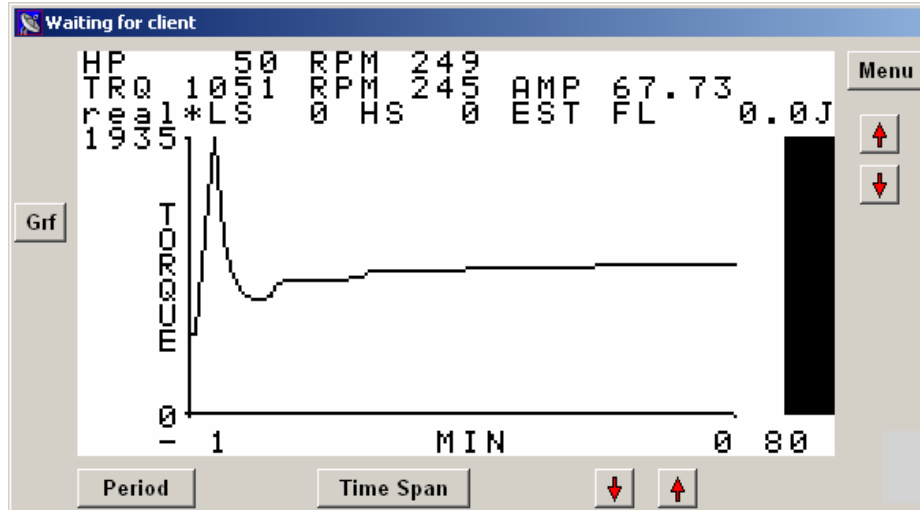 Waiting for client
HP 50 RPM 249
TRQ 1051 RPM 245 AMP 67.73
real*LS 0 HS 0 EST FL 0.0J
1935
TORQUE
0
- 1 MIN 0 80
Grf
Menu
Period Time Span